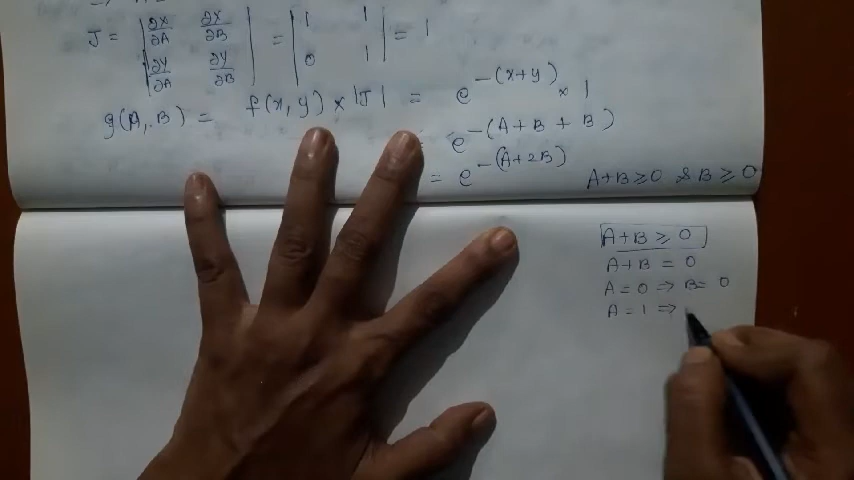 J = | ∂X/∂A ∂X/∂B ; ∂Y/∂A ∂Y/∂B | = | 1 1 ; 0 1 | = 1
g(A, B) = f(x, y) × |J| = e^-(x+y) × 1
= e^-(A+B+B)
= e^-(A+2B)
A+B≥0 & B≥0
A+B ≥ 0
A+B = 0
A = 0 ⇒ B = 0
A = 1 ⇒